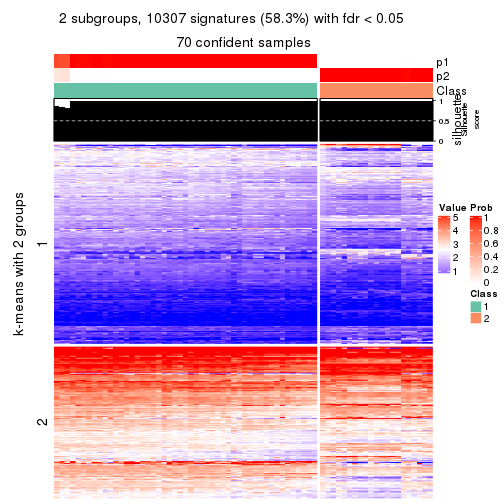 2 subgroups, 10307 signatures (58.3%) with fdr < 0.05
70 confident samples
p1
p2
Class
1
0.5
0
silhouette
Silhouette
score
k-means with 2 groups
1
2
Value
5
4
3
2
1
Prob
1
0.8
0.6
0.4
0.2
0
Class
1
2